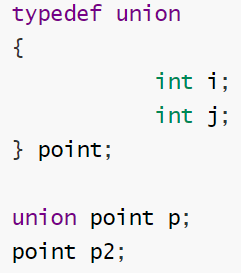 typedef union
{
int i;
int j;
} point;
union point p;
point p2;